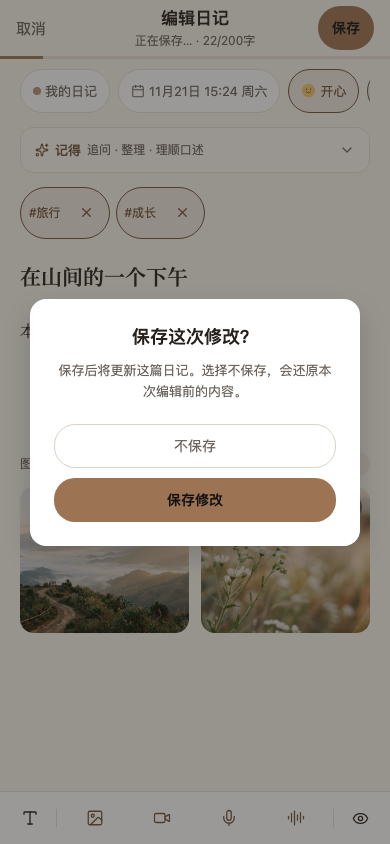 取消
编辑日记
正在保存... · 22/200字
保存
我的日记
11月21日 15:24 周六
开心
记得 追问 · 整理 · 理顺口述
#旅行
#成长
在山间的一个下午
本
保存这次修改?
保存后将更新这篇日记。选择不保存，会还原本
次编辑前的内容。
不保存
保存修改
图